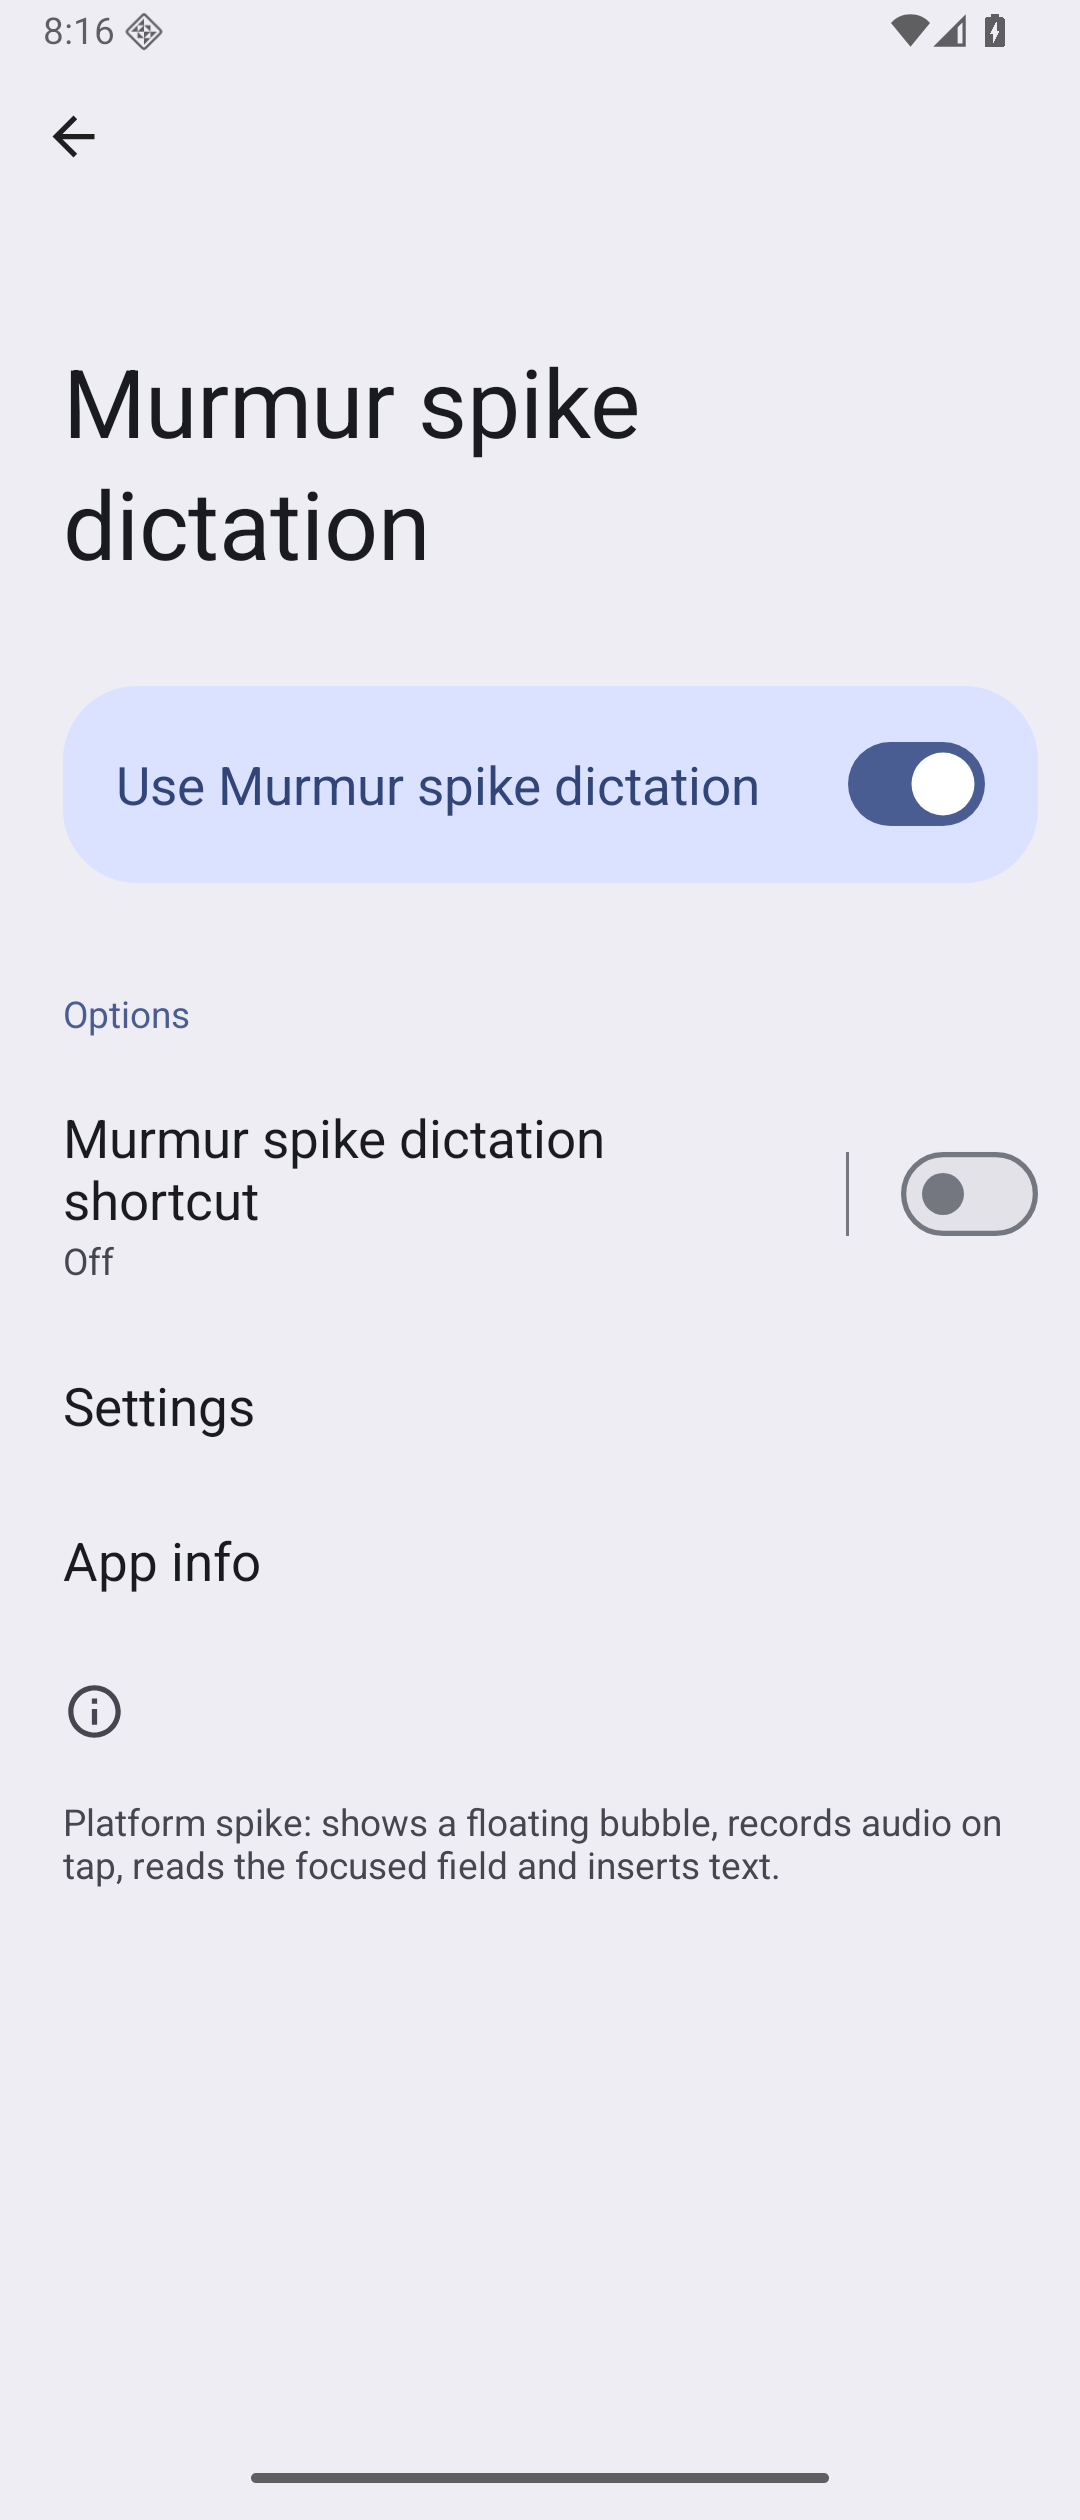 8:16
Murmur spike
dictation
Use Murmur spike dictation
Options
Murmur spike dictation
shortcut
Off
Settings
App info
Platform spike: shows a floating bubble, records audio on
tap, reads the focused field and inserts text.